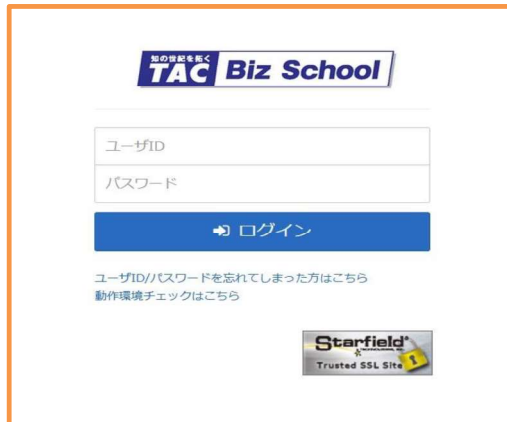 知の世紀を拓く
TAC Biz School
ユーザID
パスワード
ログイン
ユーザID/パスワードを忘れてしまった方はこちら
動作環境チェックはこちら
Starfield
Trusted SSL Site